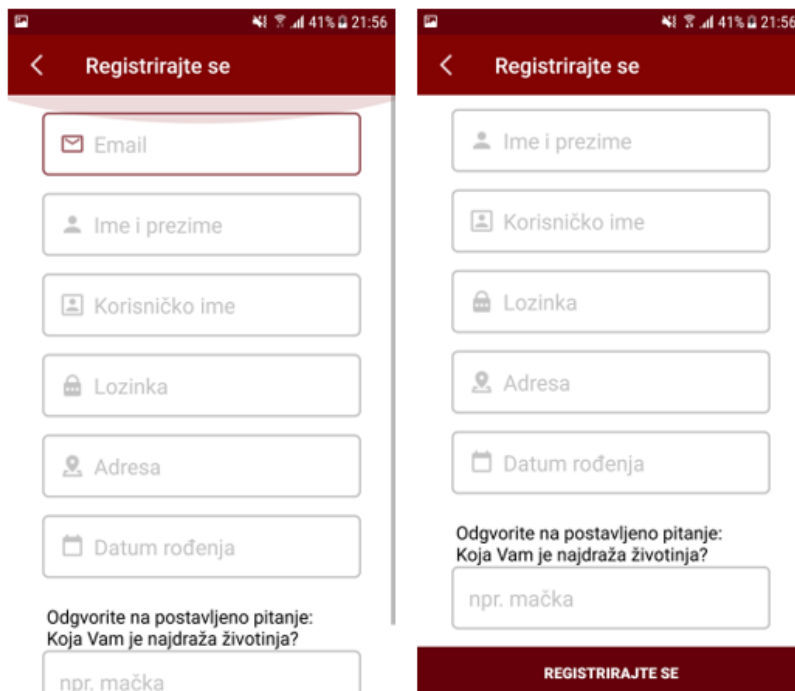 41% 21:56
Registrirajte se
Email
Ime i prezime
Korisničko ime
Lozinka
Adresa
Datum rođenja
Odgvorite na postavljeno pitanje:
Koja Vam je najdraža životinja?
npr. mačka
41% 21:56
Registrirajte se
Ime i prezime
Korisničko ime
Lozinka
Adresa
Datum rođenja
Odgvorite na postavljeno pitanje:
Koja Vam je najdraža životinja?
npr. mačka
REGISTRIRAJTE SE